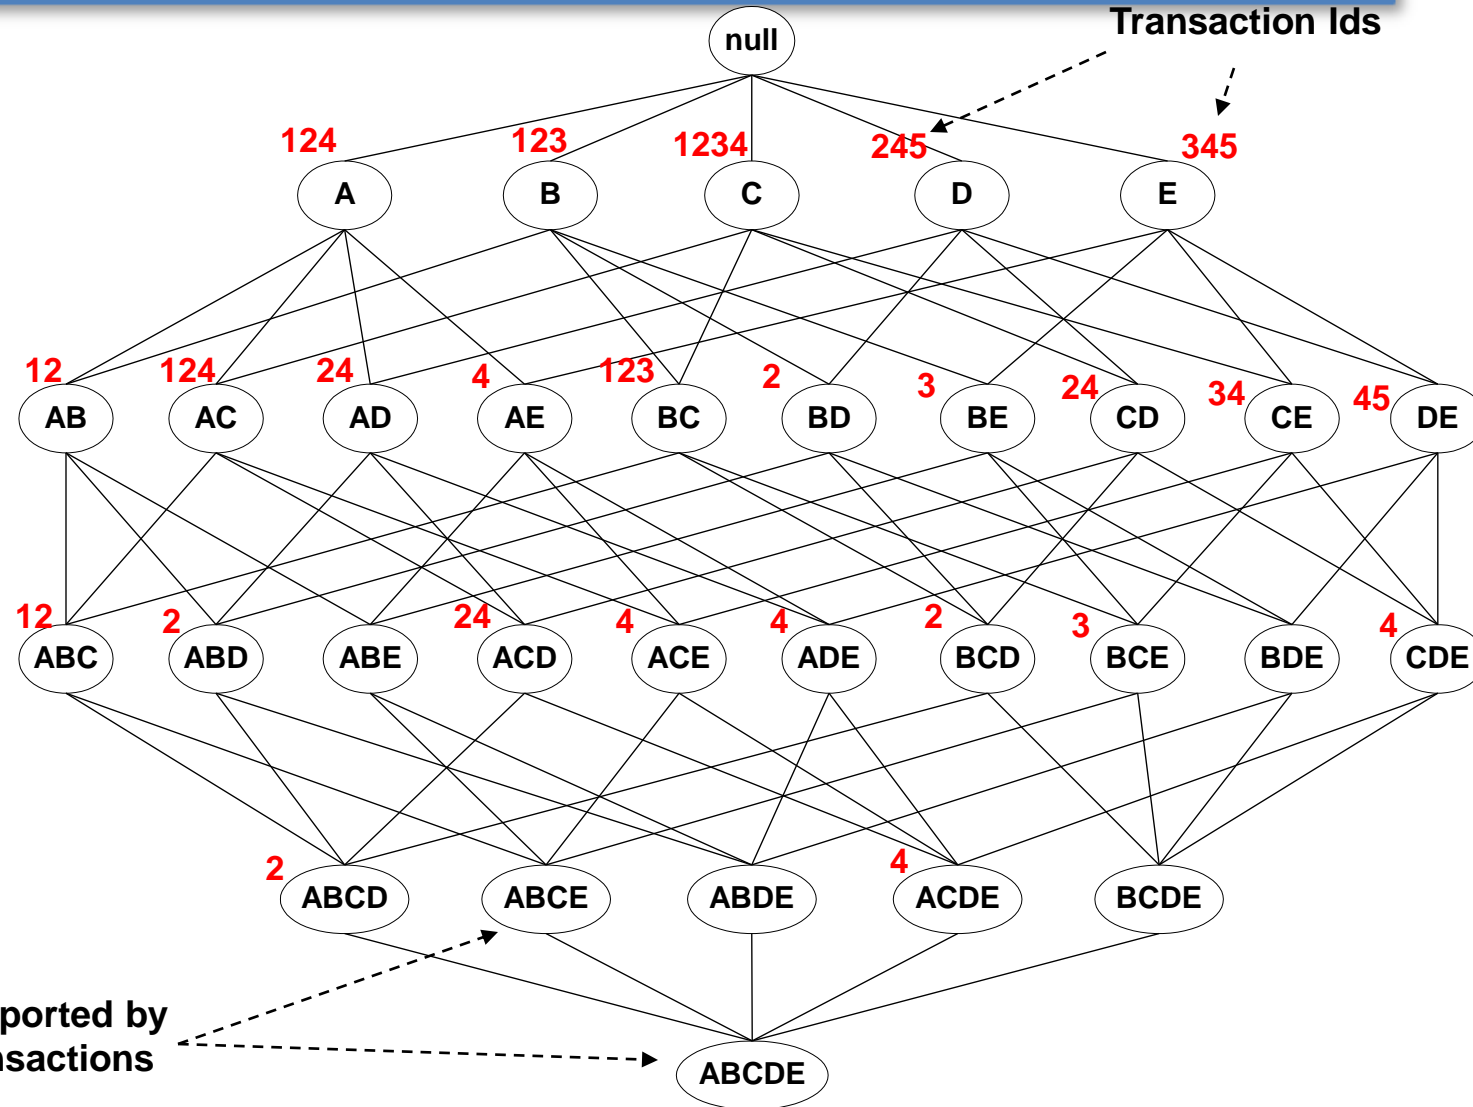 Transaction Ids
null
124 123 1234 245 345
A B C D E
12 124 24 4 123 2 3 24 34 45
AB AC AD AE BC BD BE CD CE DE
12 2 24 4 4 2 3 4
ABC ABD ABE ACD ACE ADE BCD BCE BDE CDE
2 4
ABCD ABCE ABDE ACDE BCDE
ported by
nsactions
ABCDE